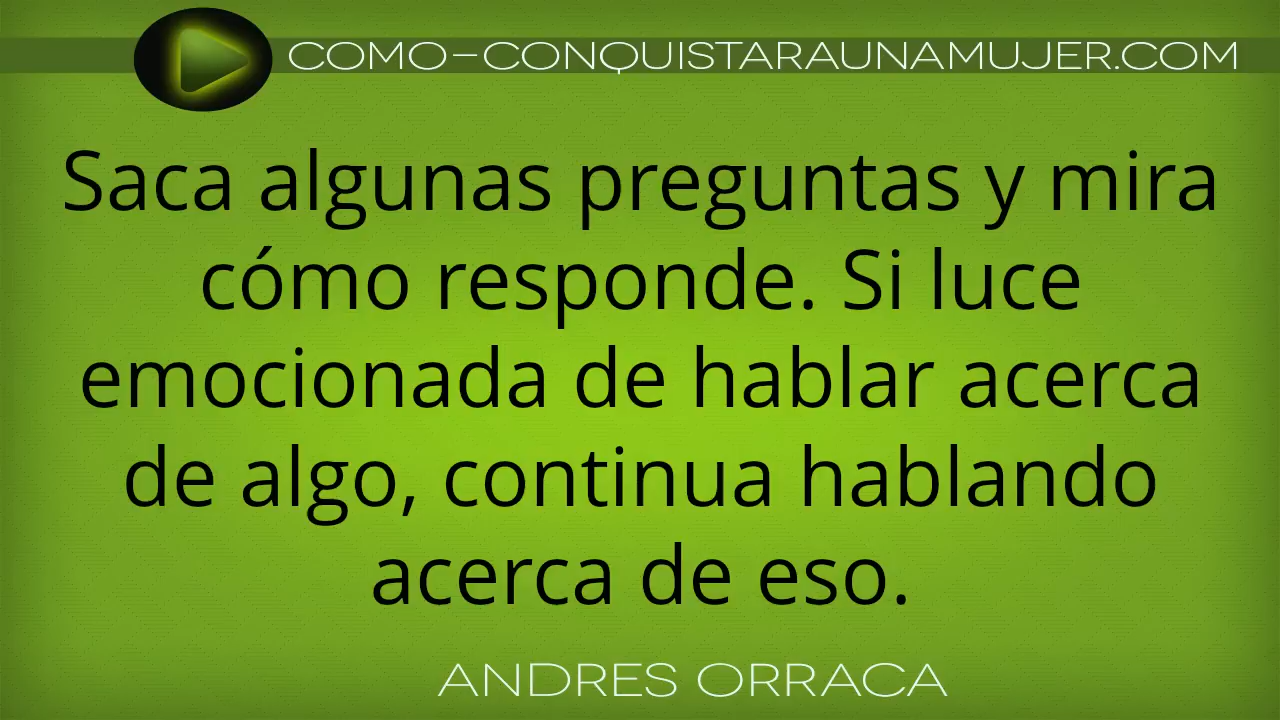 COMO-CONQUISTARAUNAMUJER.COM
Saca algunas preguntas y mira
cómo responde. Si luce
emocionada de hablar acerca
de algo, continua hablando
acerca de eso.
ANDRES ORRACA